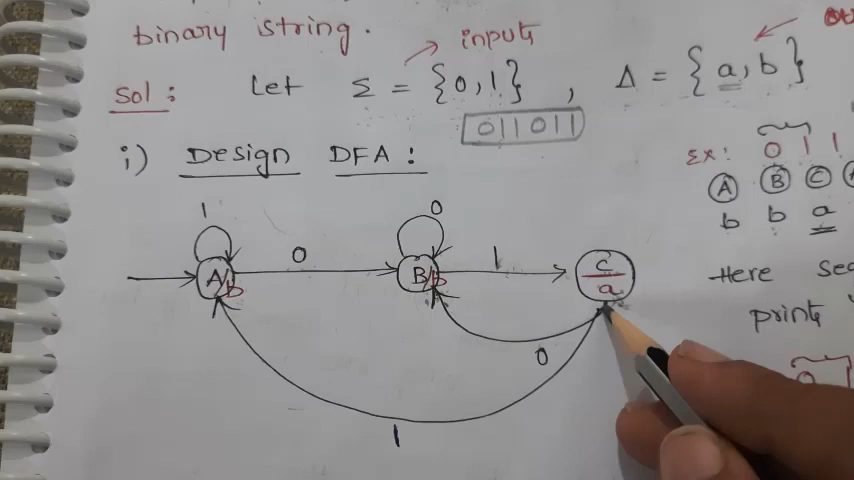 binary string.
inputs
Sol: Let Σ = {0,1}, Δ = {a, b}
011011
i) Design DFA:
Ex: 0 1 1
A B C
b b a
1 0 0 1
A/b B/b C/a
0
1
Here
print